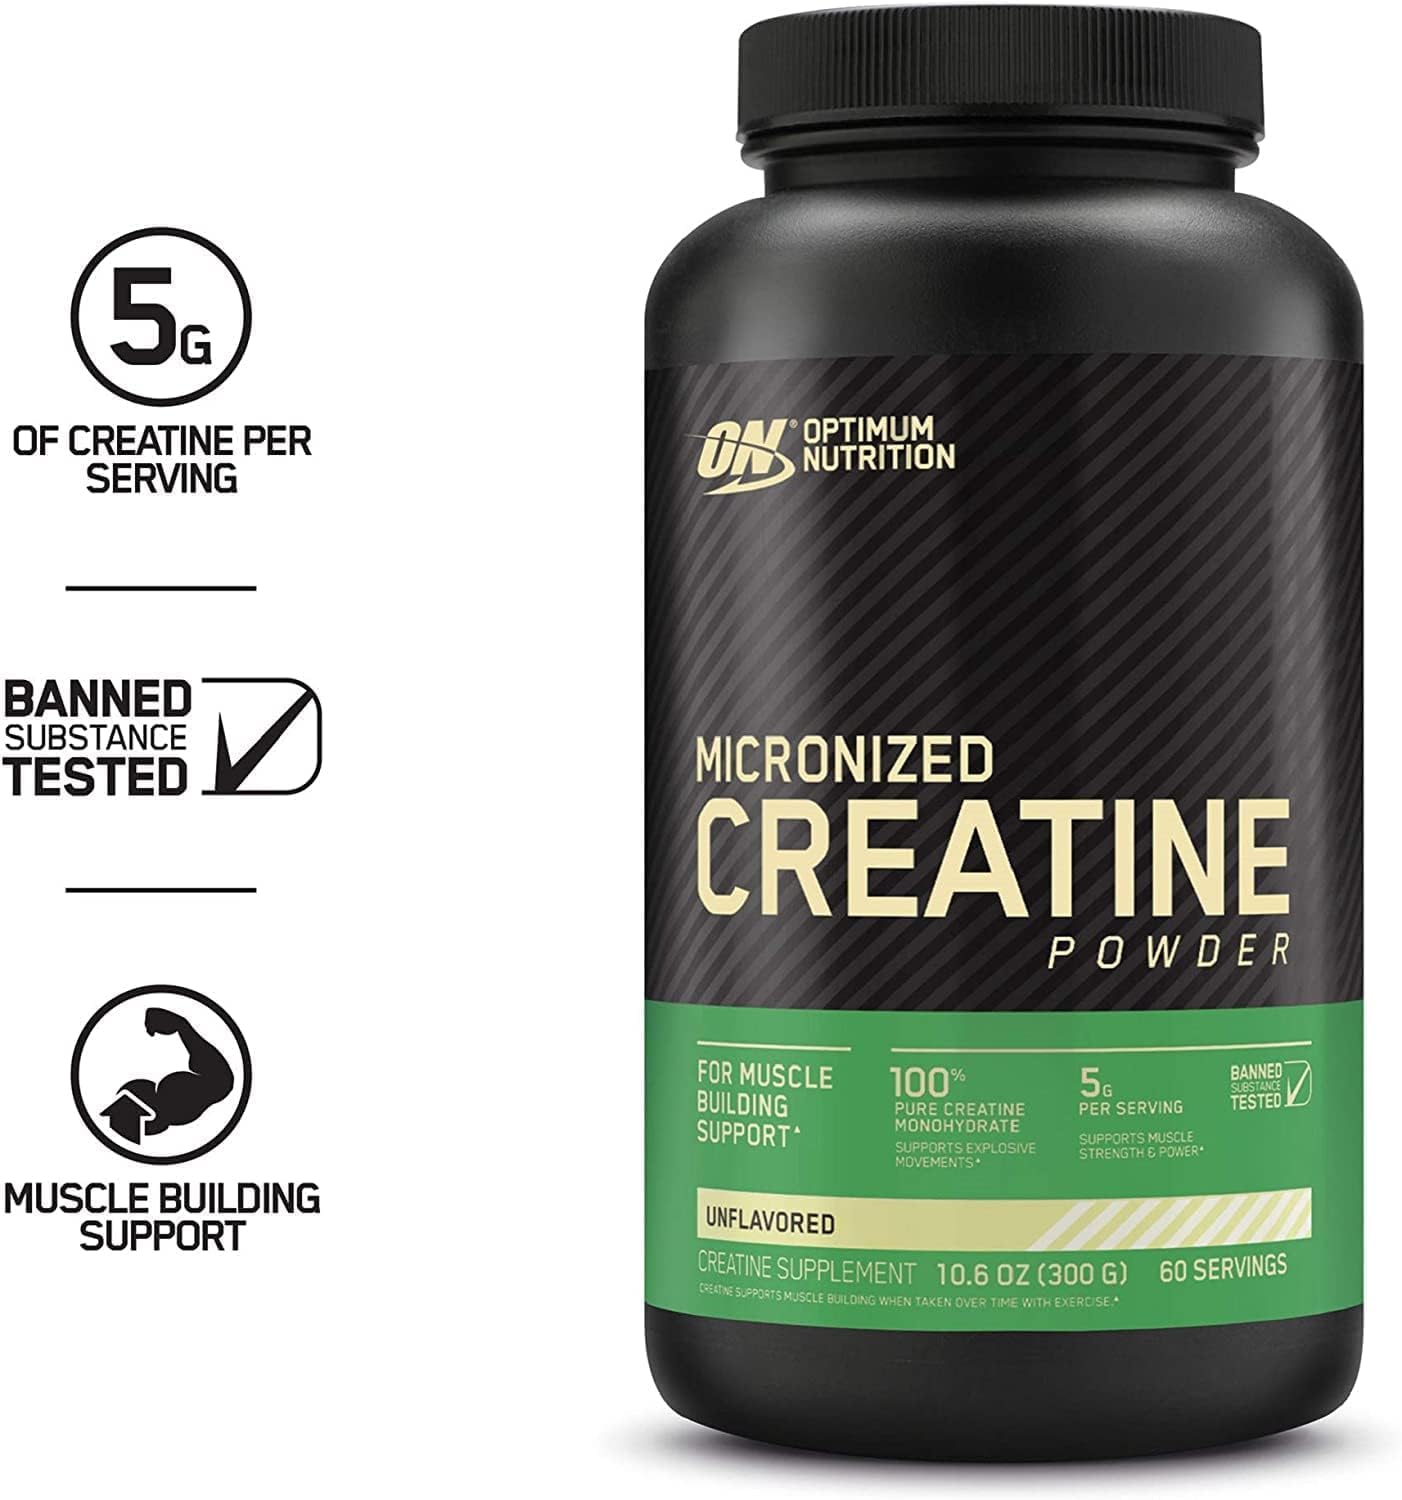 5G
OF CREATINE PER
SERVING
BANNED
SUBSTANCE
TESTED
MUSCLE BUILDING
SUPPORT
ON® OPTIMUM
NUTRITION
MICRONIZED
CREATINE
POWDER
FOR MUSCLE
BUILDING
SUPPORT▲
100%
PURE CREATINE
MONOHYDRATE
SUPPORTS EXPLOSIVE
MOVEMENTS▲
5G
PER SERVING
SUPPORTS MUSCLE
STRENGTH & POWER▲
BANNED
SUBSTANCE
TESTED
UNFLAVORED
CREATINE SUPPLEMENT 10.6 OZ (300 G) 60 SERVINGS
CREATINE SUPPORTS MUSCLE BUILDING WHEN TAKEN OVER TIME WITH EXERCISE.▲